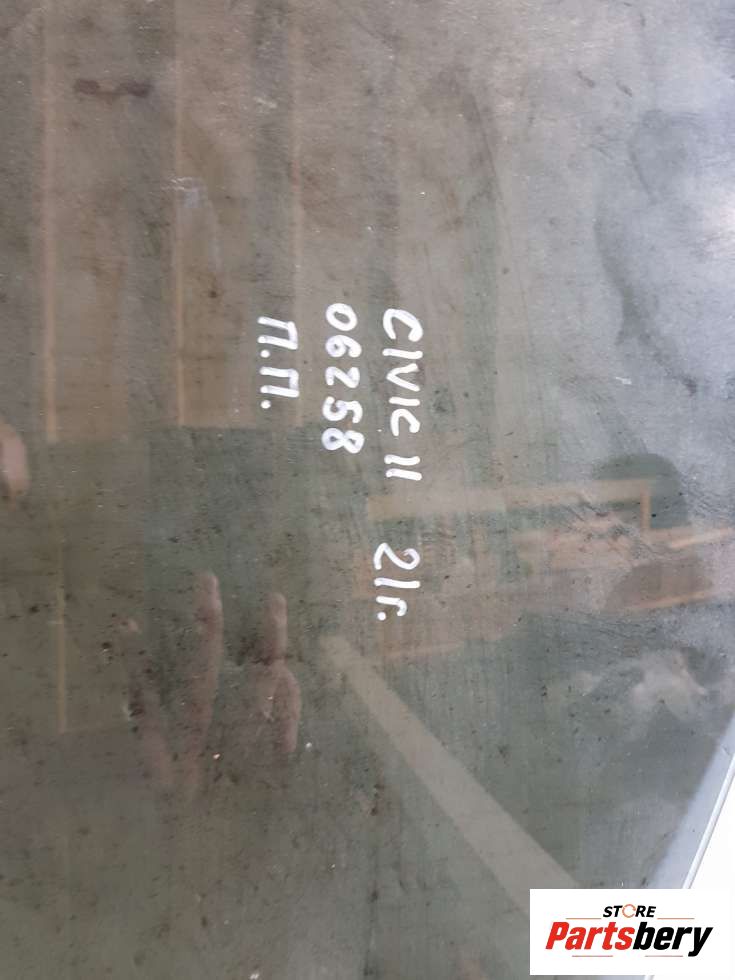 CIVIC 11 21г.
06258
П.П.
STORE
Partsbery